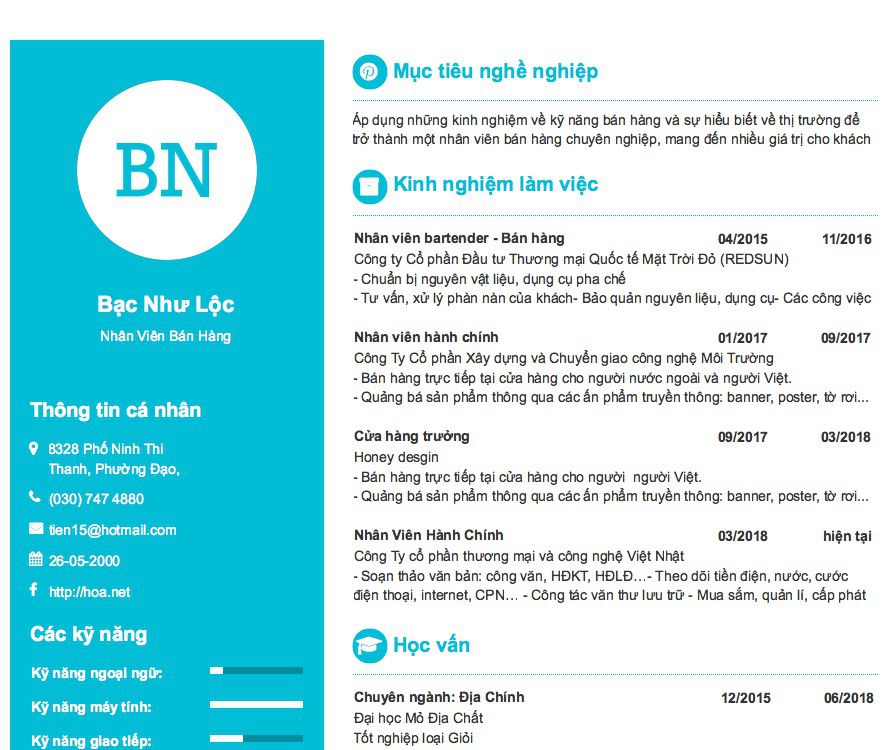 BN
Bạc Như Lộc
Nhân Viên Bán Hàng
Thông tin cá nhân
8328 Phố Ninh Thi
Thanh, Phường Đạo,
(030) 747 4880
tien15@hotmail.com
26-05-2000
http://hoa.net
Các kỹ năng
Kỹ năng ngoại ngữ:
Kỹ năng máy tính:
Kỹ năng giao tiếp:
Mục tiêu nghề nghiệp
Áp dụng những kinh nghiệm về kỹ năng bán hàng và sự hiểu biết về thị trường để
trở thành một nhân viên bán hàng chuyên nghiệp, mang đến nhiều giá trị cho khách
Kinh nghiệm làm việc
Nhân viên bartender - Bán hàng 04/2015 11/2016
Công ty Cổ phần Đầu tư Thương mại Quốc tế Mặt Trời Đỏ (REDSUN)
- Chuẩn bị nguyên vật liệu, dụng cụ pha chế
- Tư vấn, xử lý phàn nàn của khách- Bảo quản nguyên liệu, dụng cụ- Các công việc
Nhân viên hành chính 01/2017 09/2017
Công Ty Cổ phần Xây dựng và Chuyển giao công nghệ Môi Trường
- Bán hàng trực tiếp tại cửa hàng cho người nước ngoài và người Việt.
- Quảng bá sản phẩm thông qua các ấn phẩm truyền thông: banner, poster, tờ rơi...
Cửa hàng trưởng 09/2017 03/2018
Honey desgin
- Bán hàng trực tiếp tại cửa hàng cho người  người Việt.
- Quảng bá sản phẩm thông qua các ấn phẩm truyền thông: banner, poster, tờ rơi...
Nhân Viên Hành Chính 03/2018 hiện tại
Công Ty cổ phần thương mại và công nghệ Việt Nhật
- Soạn thảo văn bản: công văn, HĐKT, HĐLĐ…- Theo dõi tiền điện, nước, cước
điện thoại, internet, CPN… - Công tác văn thư lưu trữ - Mua sắm, quản lí, cấp phát
Học vấn
Chuyên ngành: Địa Chính 12/2015 06/2018
Đại học Mỏ Địa Chất
Tốt nghiệp loại Giỏi